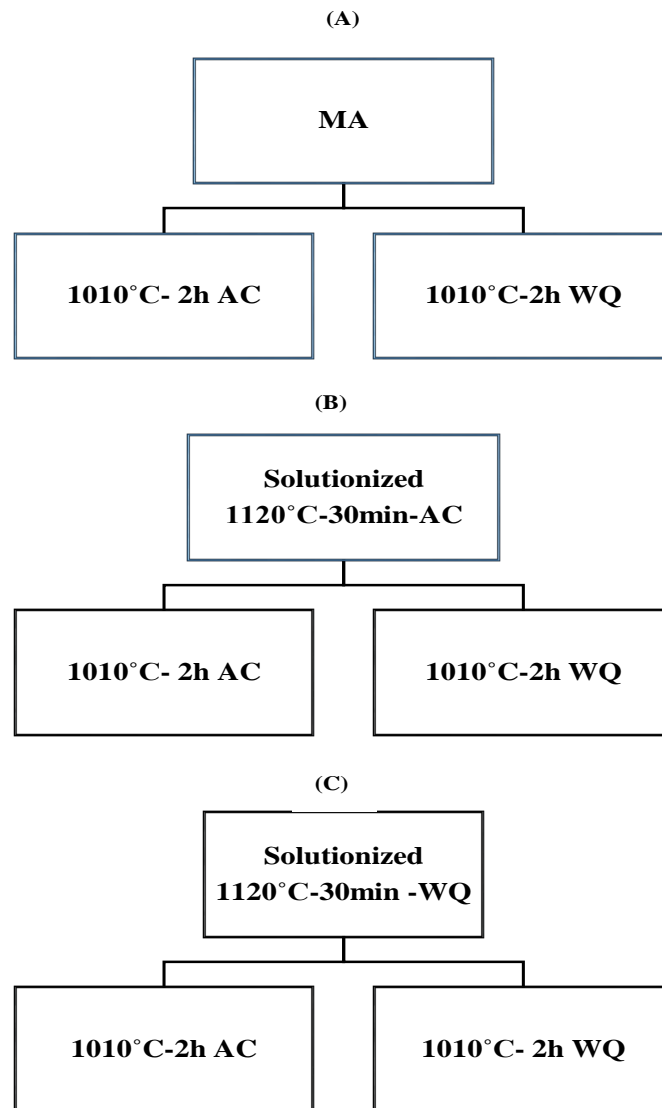 (A)
MA
1010˚C- 2h AC
1010˚C-2h WQ
(B)
Solutionized
1120˚C-30min-AC
1010˚C- 2h AC
1010˚C-2h WQ
(C)
Solutionized
1120˚C-30min -WQ
1010˚C-2h AC
1010˚C- 2h WQ